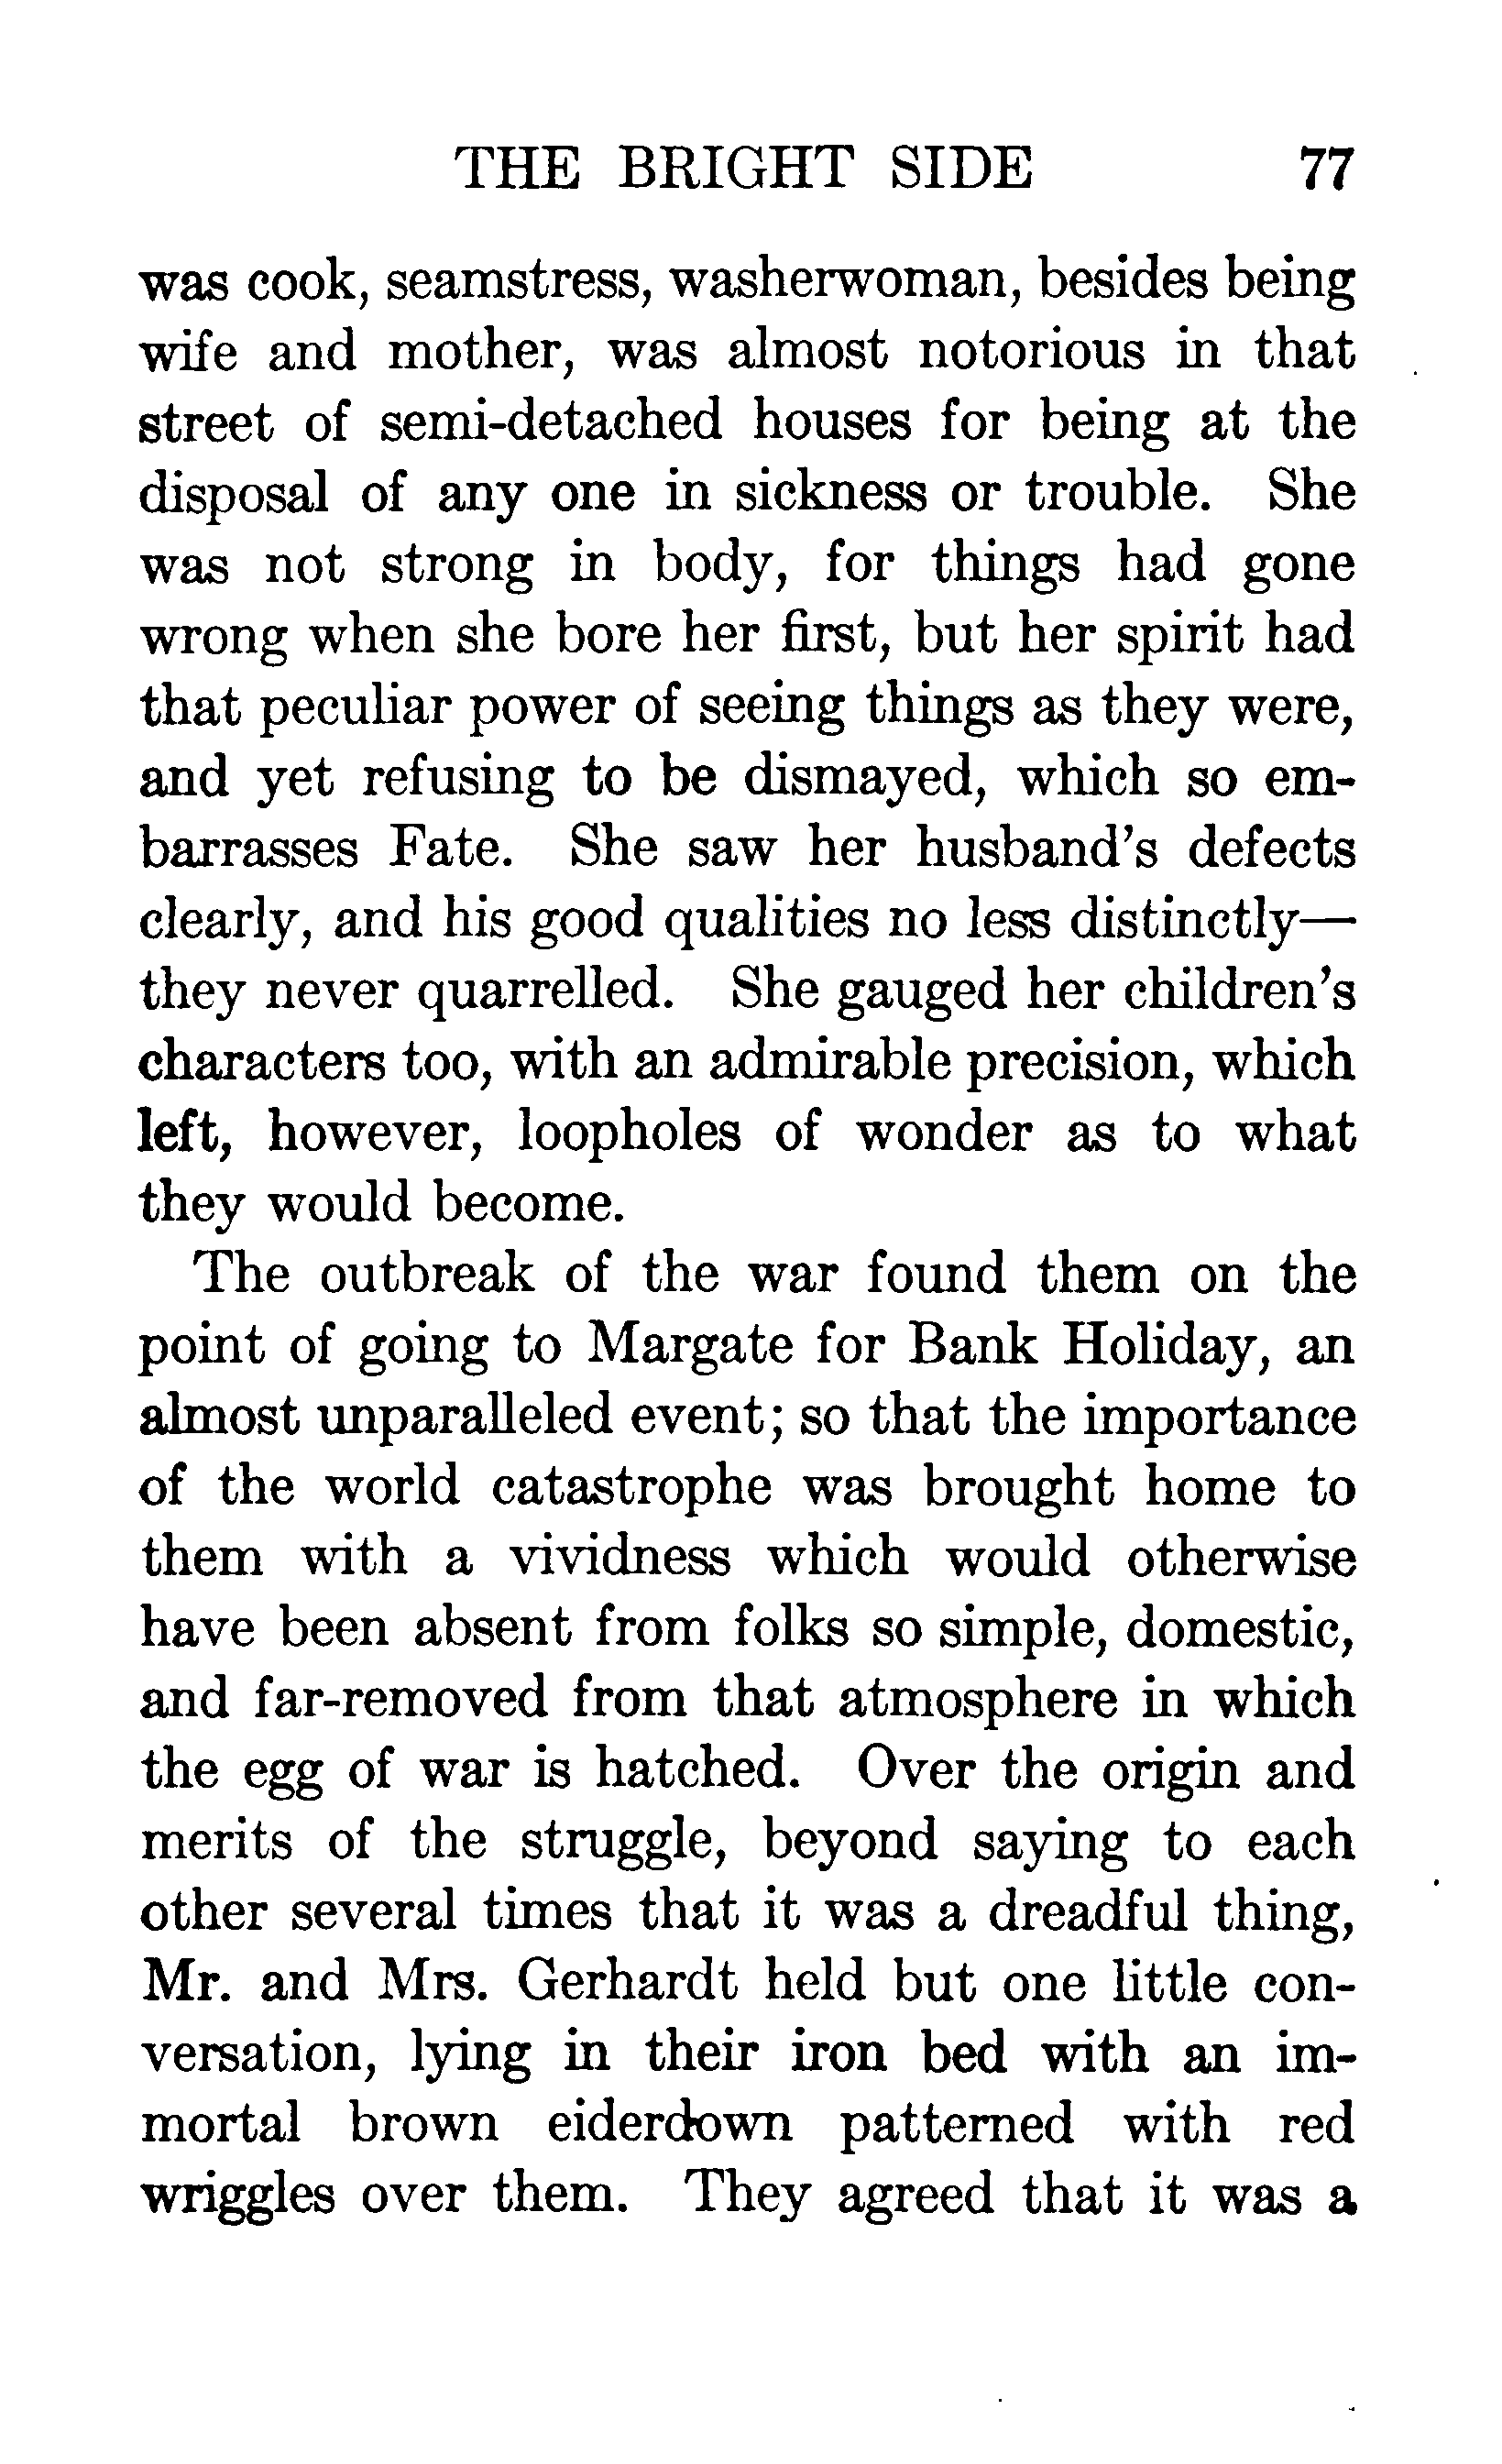 THE BRIGHT SIDE 77
was cook, seamstress, washerwoman, besides being
wife and mother, was almost notorious in that
street of semi-detached houses for being at the
disposal of any one in sickness or trouble. She
was not strong in body, for things had gone
wrong when she bore her first, but her spirit had
that peculiar power of seeing things as they were,
and yet refusing to be dismayed, which so em-
barrasses Fate. She saw her husband's defects
clearly, and his good qualities no less distinctly—
they never quarrelled. She gauged her children's
characters too, with an admirable precision, which
left, however, loopholes of wonder as to what
they would become.
The outbreak of the war found them on the
point of going to Margate for Bank Holiday, an
almost unparalleled event; so that the importance
of the world catastrophe was brought home to
them with a vividness which would otherwise
have been absent from folks so simple, domestic,
and far-removed from that atmosphere in which
the egg of war is hatched. Over the origin and
merits of the struggle, beyond saying to each
other several times that it was a dreadful thing,
Mr. and Mrs. Gerhardt held but one little con-
versation, lying in their iron bed with an im-
mortal brown eiderdown patterned with red
wriggles over them. They agreed that it was a